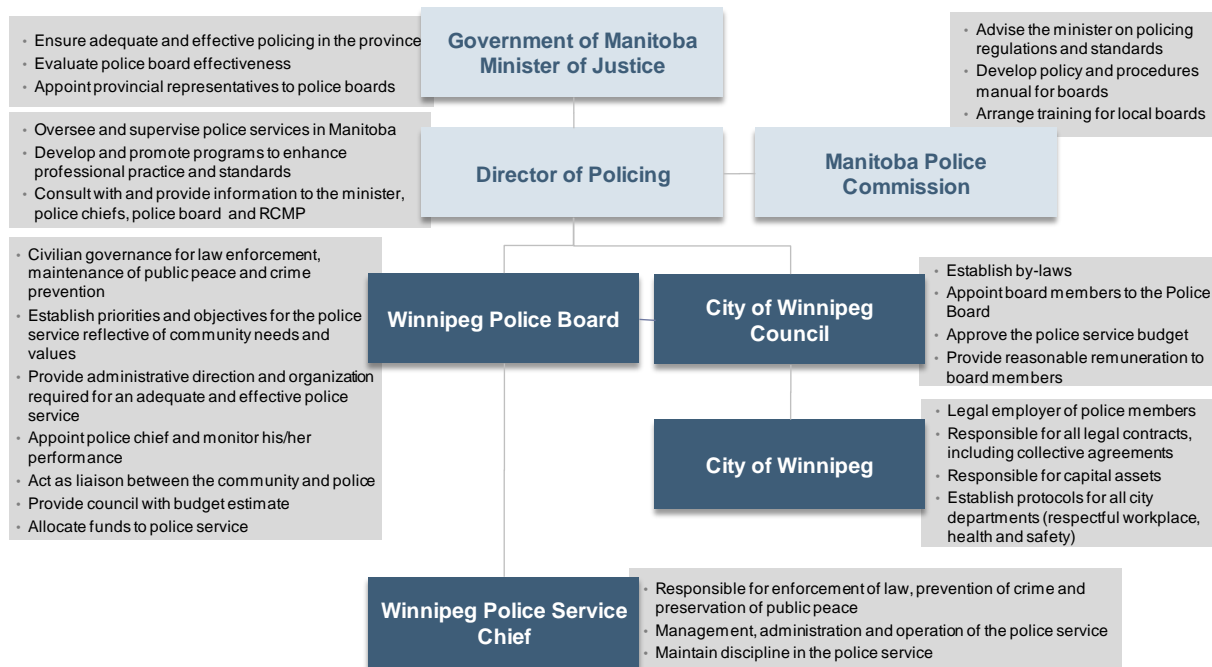 • Ensure adequate and effective policing in the province
• Evaluate police board effectiveness
• Appoint provincial representatives to police boards
Government of Manitoba
Minister of Justice
• Advise the minister on policing
regulations and standards
• Develop policy and procedures
manual for boards
• Arrange training for local boards
• Oversee and supervise police services in Manitoba
• Develop and promote programs to enhance
professional practice and standards
• Consult with and provide information to the minister,
police chiefs, police board and RCMP
Director of Policing
Manitoba Police
Commission
• Civilian governance for law enforcement,
maintenance of public peace and crime
prevention
• Establish priorities and objectives for the police
service reflective of community needs and
values
• Provide administrative direction and organization
required for an adequate and effective police
service
• Appoint police chief and monitor his/her
performance
• Act as liaison between the community and police
• Provide council with budget estimate
• Allocate funds to police service
Winnipeg Police Board
City of Winnipeg
Council
• Establish by-laws
• Appoint board members to the Police
Board
• Approve the police service budget
• Provide reasonable remuneration to
board members
City of Winnipeg
• Legal employer of police members
• Responsible for all legal contracts,
including collective agreements
• Responsible for capital assets
• Establish protocols for all city
departments (respectful workplace,
health and safety)
Winnipeg Police Service
Chief
• Responsible for enforcement of law, prevention of crime and
preservation of public peace
• Management, administration and operation of the police service
• Maintain discipline in the police service